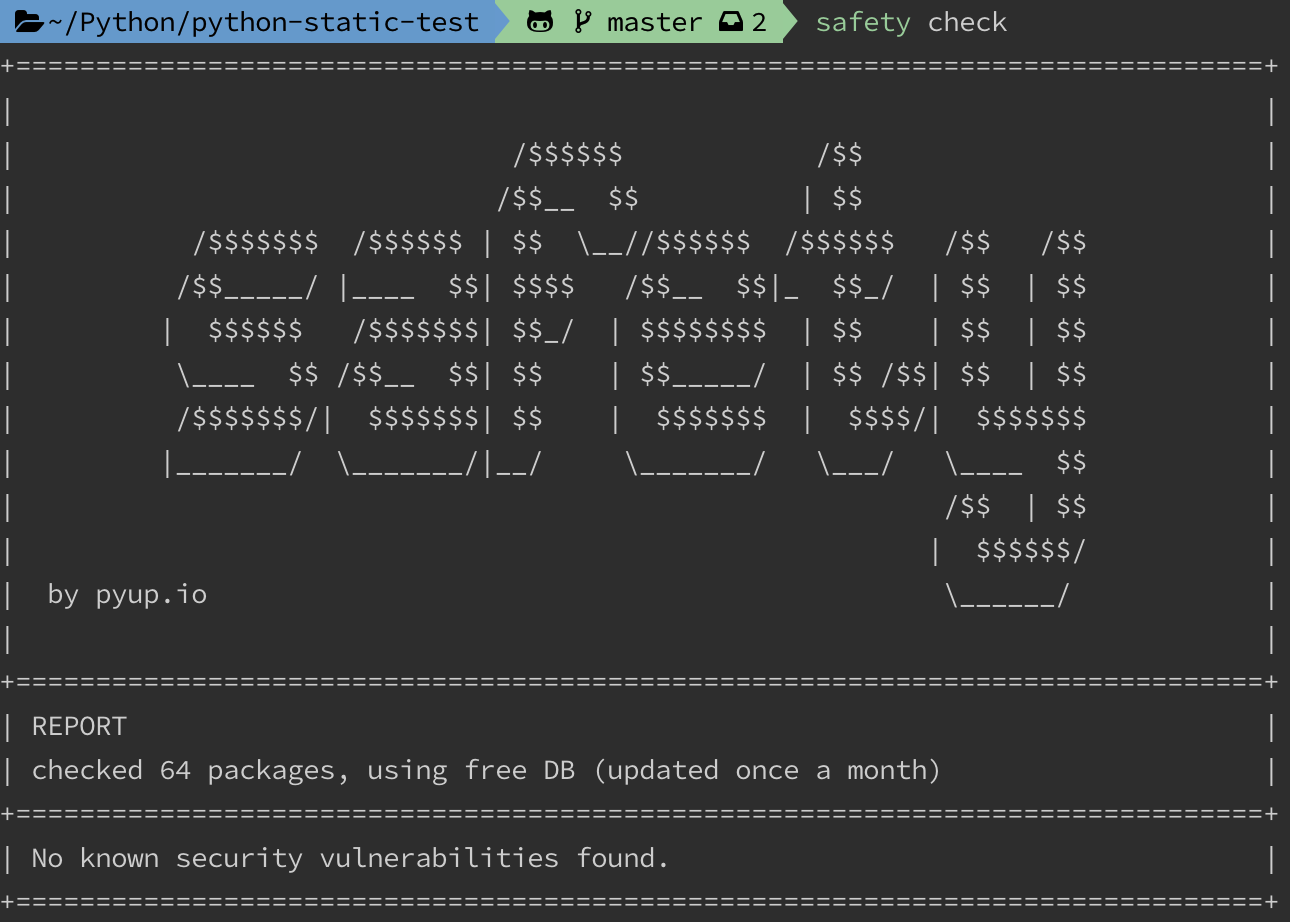 ~/Python/python-static-test master 2 safety check
+==============================================================================+
|                                                                              |
|                               /$$$$$$            /$$                         |
|                              /$$__  $$          | $$                         |
|           /$$$$$$$  /$$$$$$ | $$  \__//$$$$$$  /$$$$$$   /$$   /$$           |
|          /$$_____/ |____  $$| $$$$   /$$__  $$|_  $$_/  | $$  | $$           |
|         |  $$$$$$   /$$$$$$$| $$_/  | $$$$$$$$  | $$    | $$  | $$           |
|          \____  $$ /$$__  $$| $$    | $$_____/  | $$ /$$| $$  | $$           |
|          /$$$$$$$/|  $$$$$$$| $$    |  $$$$$$$  |  $$$$/|  $$$$$$$           |
|         |_______/  \_______/|__/     \_______/   \___/   \____  $$           |
|                                                          /$$  | $$           |
|                                                         |  $$$$$$/           |
|  by pyup.io                                              \______/            |
|                                                                              |
+==============================================================================+
| REPORT                                                                       |
| checked 64 packages, using free DB (updated once a month)                    |
+==============================================================================+
| No known security vulnerabilities found.                                     |
+==============================================================================+